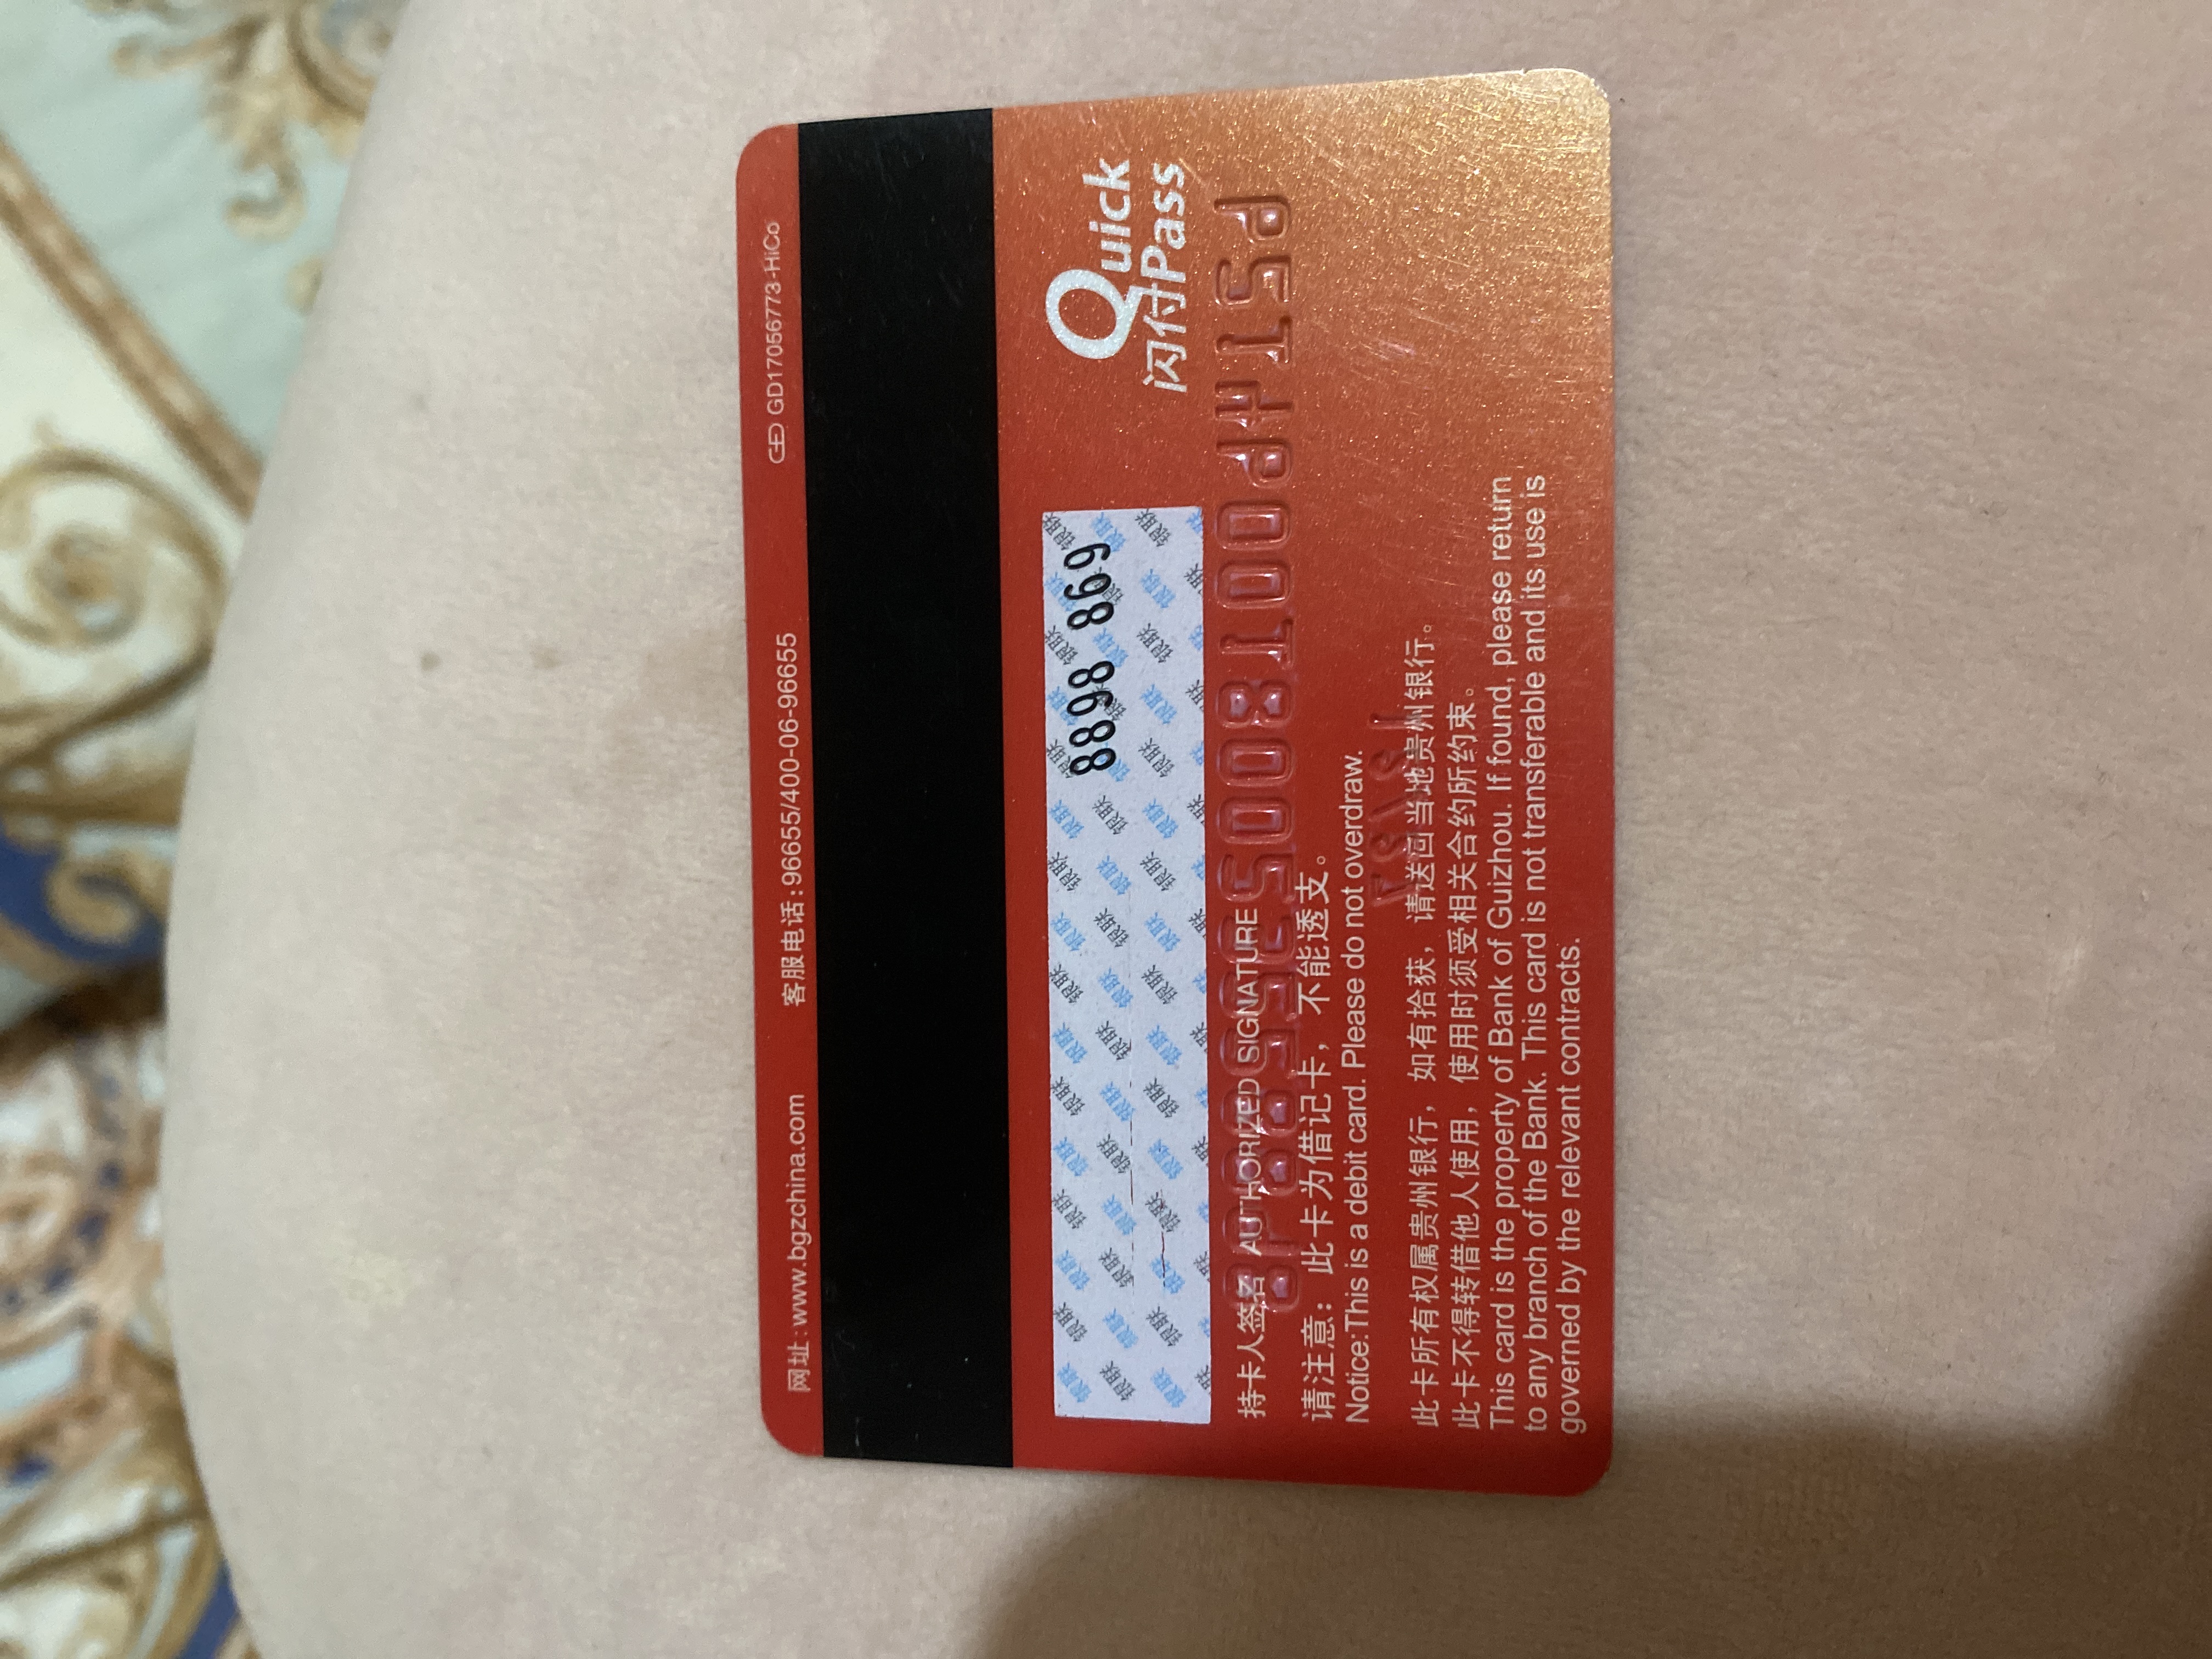 网址:www.bgzchina.com 客服电话:96655/400-06-96655 GD17056773-HiCo
8898 869
Quick
闪付Pass
持卡人签名 AUTHORIZED SIGNATURE
请注意：此卡为借记卡，不能透支。
Notice:This is a debit card. Please do not overdraw.
此卡所有权属贵州银行，如有拾获，请送回当地贵州银行。
此卡不得转借他人使用，使用时须受相关合约所约束。
This card is the property of Bank of Guizhou. If found, please return
to any branch of the Bank. This card is not transferable and its use is
governed by the relevant contracts.